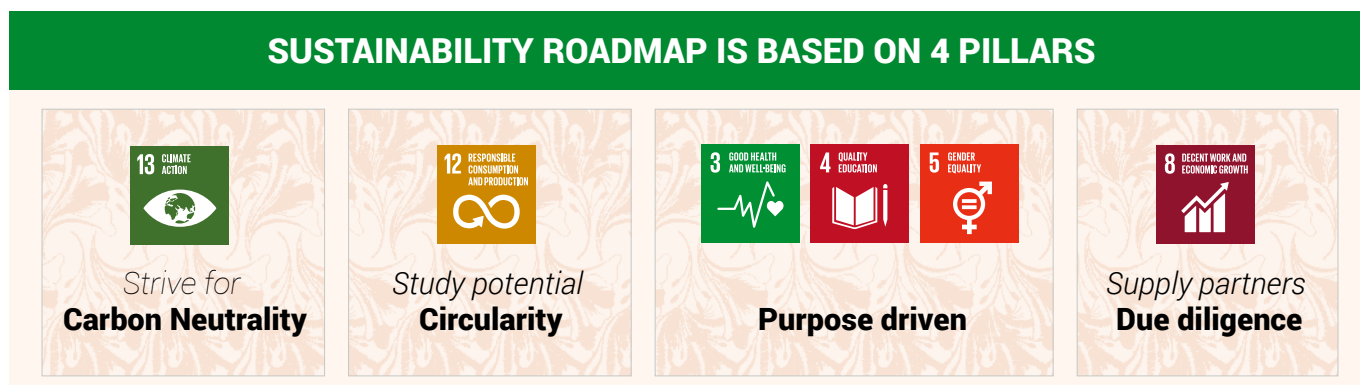 SUSTAINABILITY ROADMAP IS BASED ON 4 PILLARS
13 CLIMATE
ACTION
Strive for
Carbon Neutrality
12 RESPONSIBLE
CONSUMPTION
AND PRODUCTION
Study potential
Circularity
3 GOOD HEALTH
AND WELL-BEING
4 QUALITY
EDUCATION
5 GENDER
EQUALITY
Purpose driven
8 DECENT WORK AND
ECONOMIC GROWTH
Supply partners
Due diligence